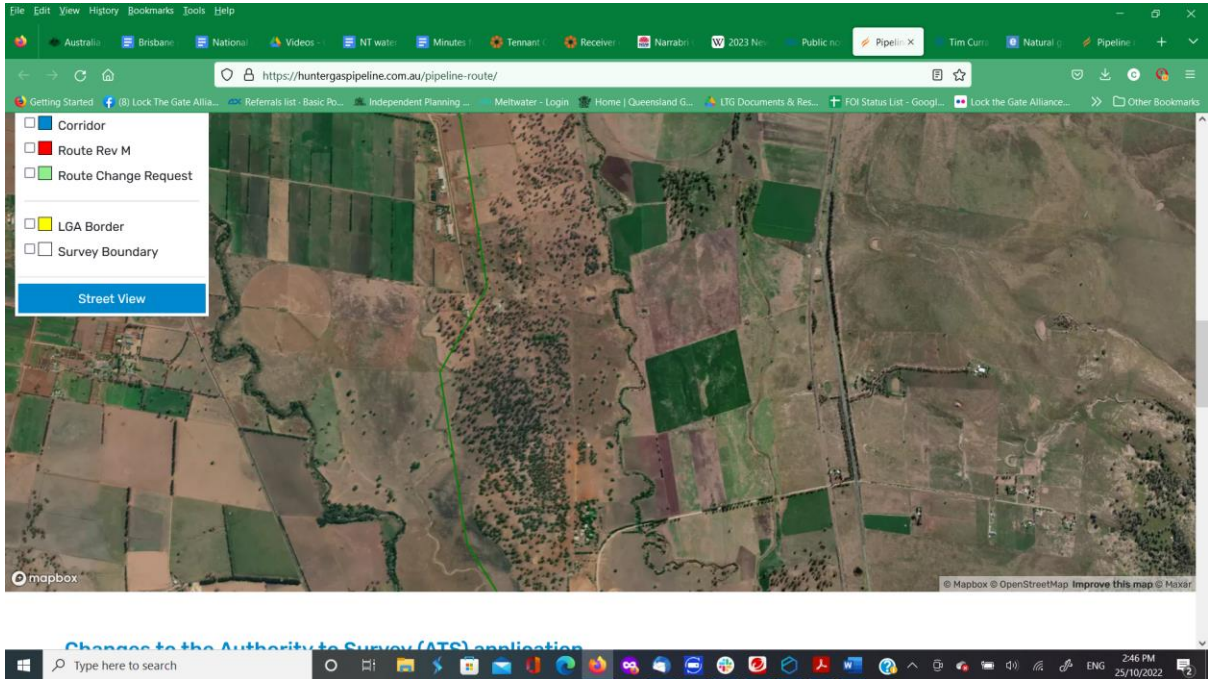 File Edit View History Bookmarks Tools Help
Australia Brisbane National Videos - NT water Minutes Tennant Receiver Narrabri 2023 Ne Public no Pipelin Tim Curr Natural g Pipeline
https://huntergaspipeline.com.au/pipeline-route/
Getting Started (8) Lock The Gate Allia... Referrals list - Basic Po... Independent Planning ... Meltwater - Login Home | Queensland G... LTG Documents & Res... FOI Status List - Googl... Lock the Gate Alliance... Other Bookmarks
Corridor
Route Rev M
Route Change Request
LGA Border
Survey Boundary
Street View
mapbox
© Mapbox © OpenStreetMap Improve this map © Maxar
Changes to the Authority to Survey (ATS) application
Type here to search
ENG
2:46 PM
25/10/2022
2